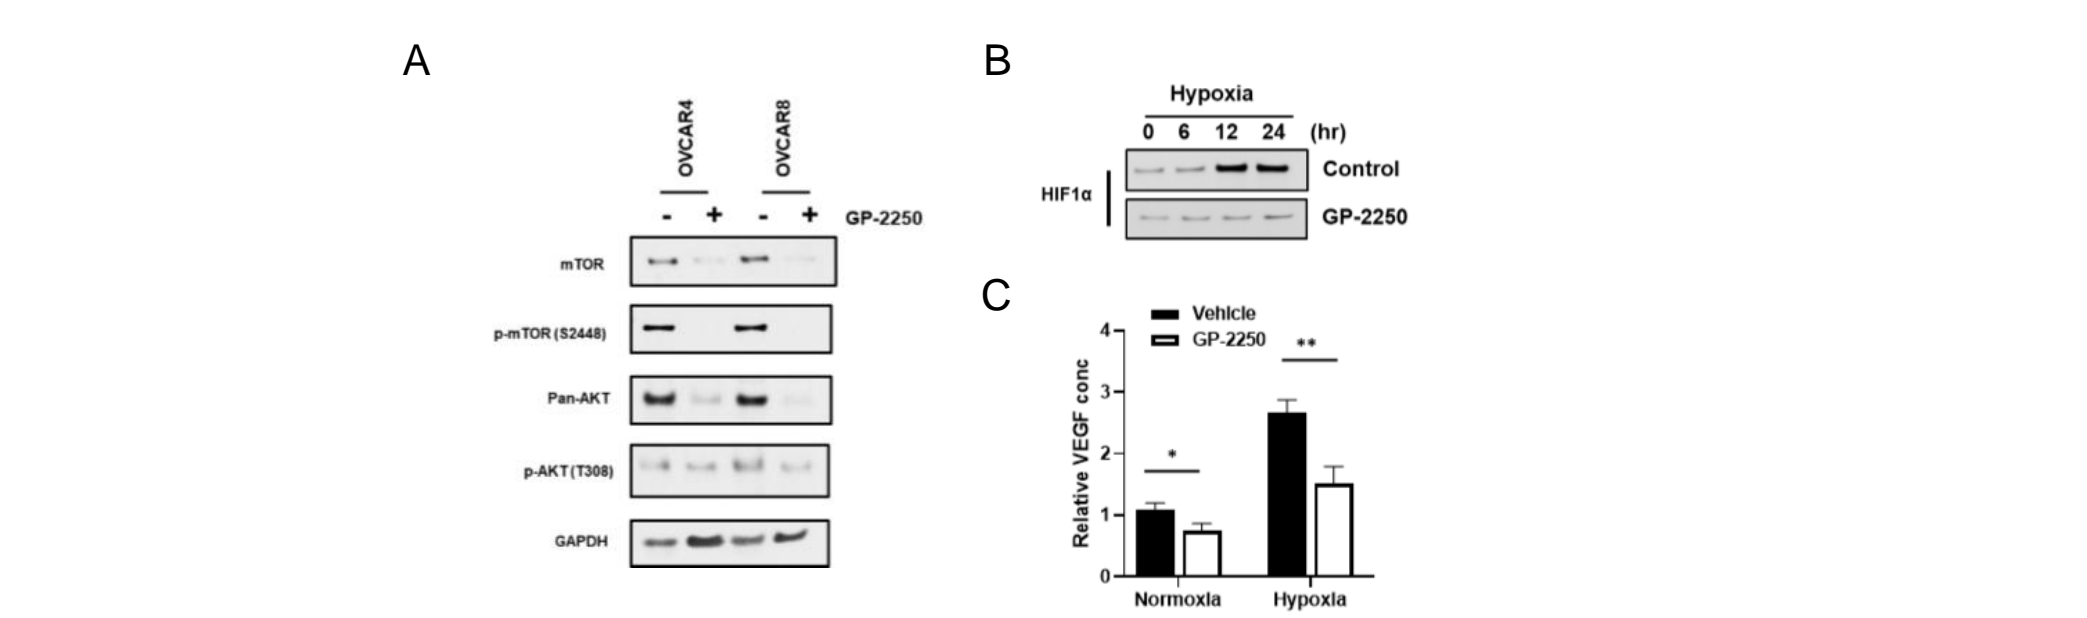 A
OVCAR4
OVCAR8
- + - + GP-2250
mTOR
p-mTOR (S2448)
Pan-AKT
p-AKT (T308)
GAPDH
B
Hypoxia
0 6 12 24 (hr)
HIF1α
Control
GP-2250
C
Vehicle
GP-2250
Relative VEGF conc
4
3
2
1
0
*
**
Normoxia
Hypoxia